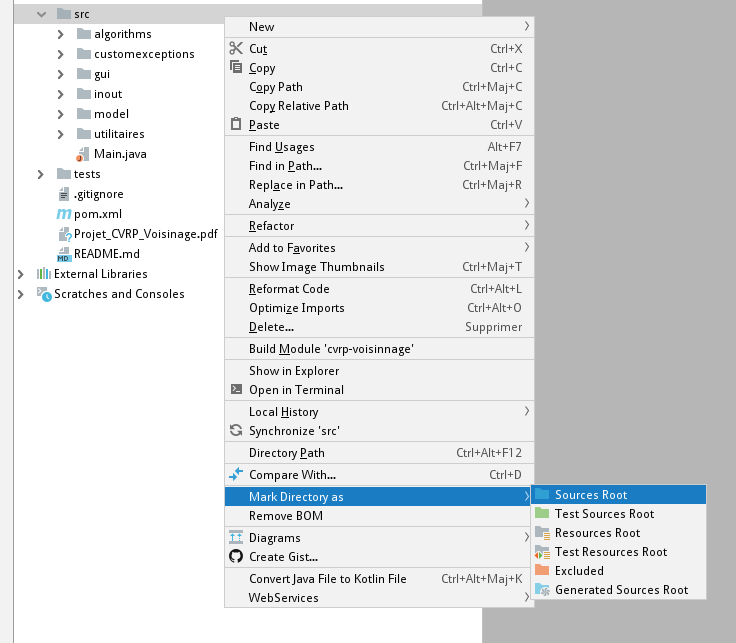 src
algorithms
customexceptions
gui
inout
model
utilitaires
Main.java
tests
.gitignore
pom.xml
Projet_CVRP_Voisinage.pdf
README.md
External Libraries
Scratches and Consoles
New
Cut Ctrl+X
Copy Ctrl+C
Copy Path Ctrl+Maj+C
Copy Relative Path Ctrl+Alt+Maj+C
Paste Ctrl+V
Find Usages Alt+F7
Find in Path... Ctrl+Maj+F
Replace in Path... Ctrl+Maj+R
Analyze
Refactor
Add to Favorites
Show Image Thumbnails Ctrl+Maj+T
Reformat Code Ctrl+Alt+L
Optimize Imports Ctrl+Alt+O
Delete... Supprimer
Build Module 'cvrp-voisinnage'
Show in Explorer
Open in Terminal
Local History
Synchronize 'src'
Directory Path Ctrl+Alt+F12
Compare With... Ctrl+D
Mark Directory as
Remove BOM
Diagrams
Create Gist...
Convert Java File to Kotlin File Ctrl+Alt+Maj+K
WebServices
Sources Root
Test Sources Root
Resources Root
Test Resources Root
Excluded
Generated Sources Root